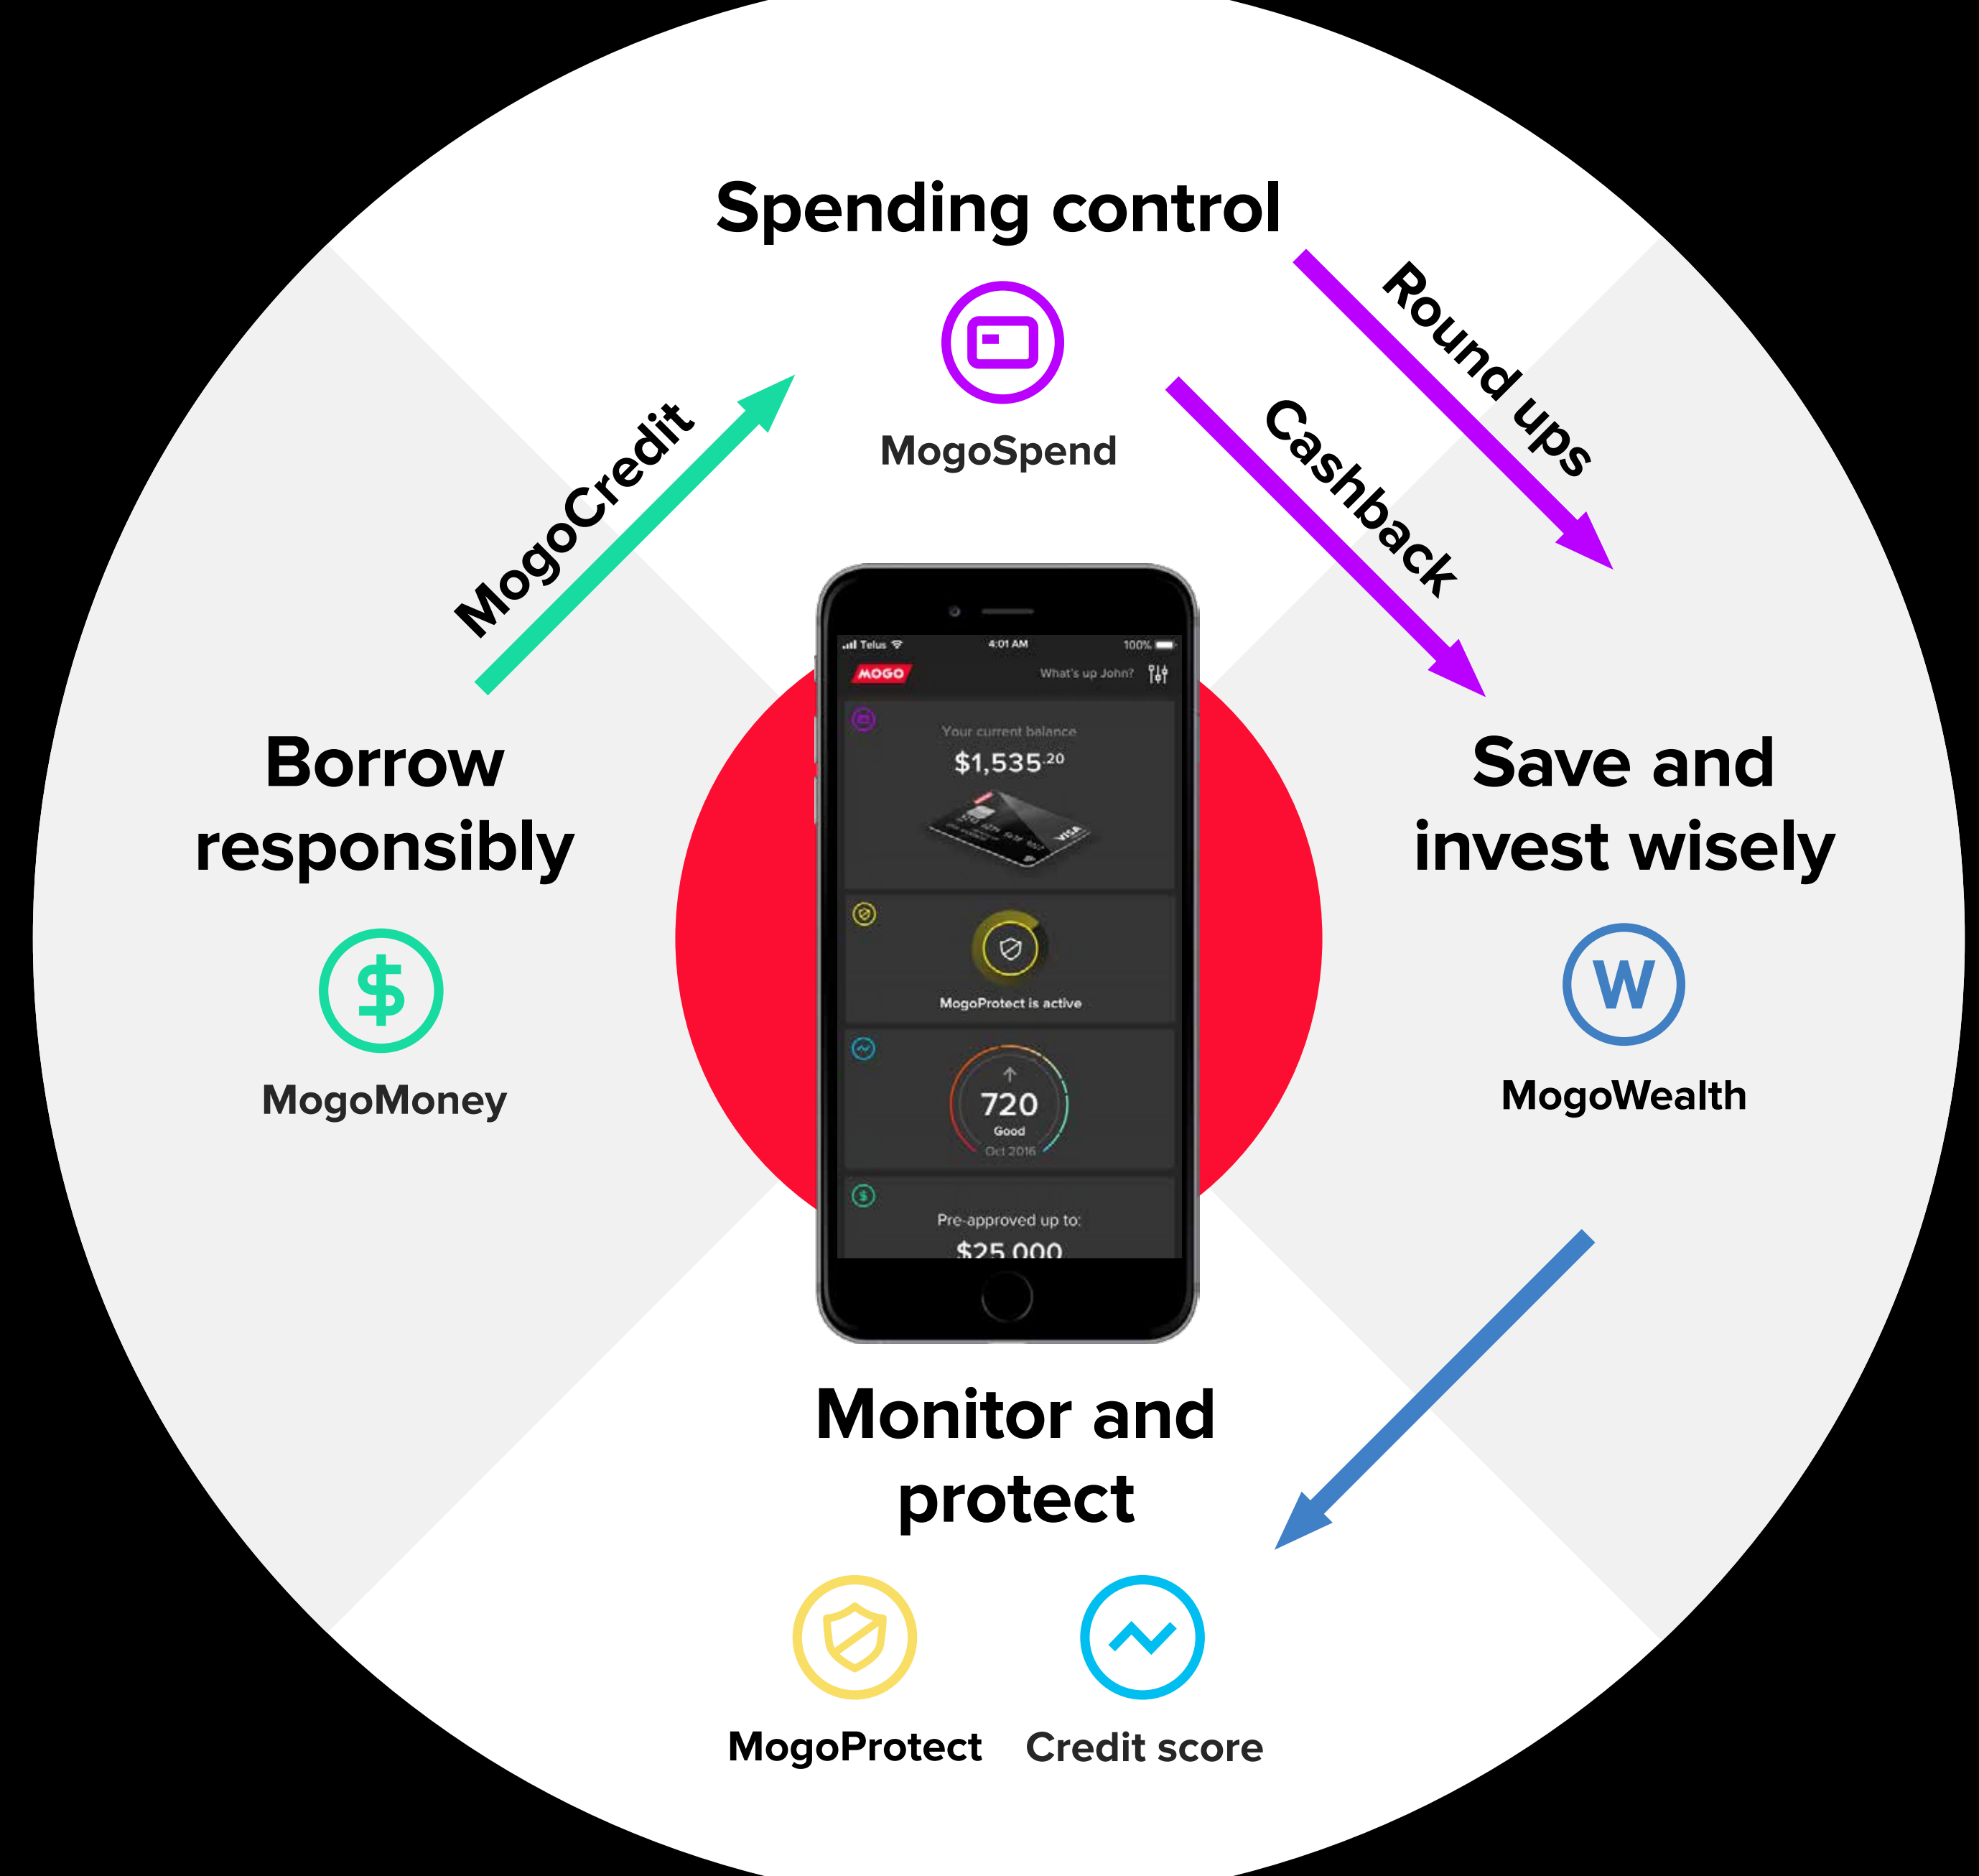 Spending control
MogoSpend
Round ups
Cashback
MogoCredit
Borrow
responsibly
$
MogoMoney
Save and
invest wisely
W
MogoWealth
Telus
4:01 AM
100%
MOGO
What's up John?
Your current balance
$1,535.20
VISA
MogoProtect is active
720
Good
Oct 2016
$
Pre-approved up to:
$25,000
Monitor and
protect
MogoProtect
Credit score